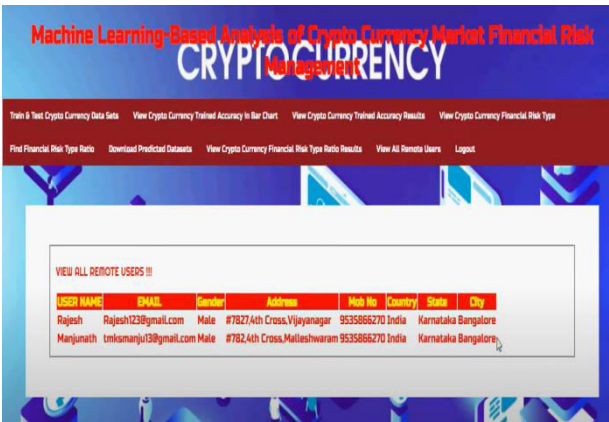 Machine Learning-Based Analysis of Crypto Currency Market Financial Risk
Management
CRYPTOCURRENCY
Train & Test Crypto Currency Data Sets View Crypto Currency Trained Accuracy in Bar Chart View Crypto Currency Trained Accuracy Results View Crypto Currency Financial Risk Type
Find Financial Risk Type Ratio Download Predicted Datasets View Crypto Currency Financial Risk Type Ratio Results View All Remote Users Logout
VIEW ALL REMOTE USERS !!!
USER NAME EMAIL Gender Address Mob No Country State City
Rajesh Rajesh123@gmail.com Male #7827,4th Cross,Vijayanagar 9535866270 India Karnataka Bangalore
Manjunath tmksmanju13@gmail.com Male #782,4th Cross,Malleshwaram 9535866270 India Karnataka Bangalore